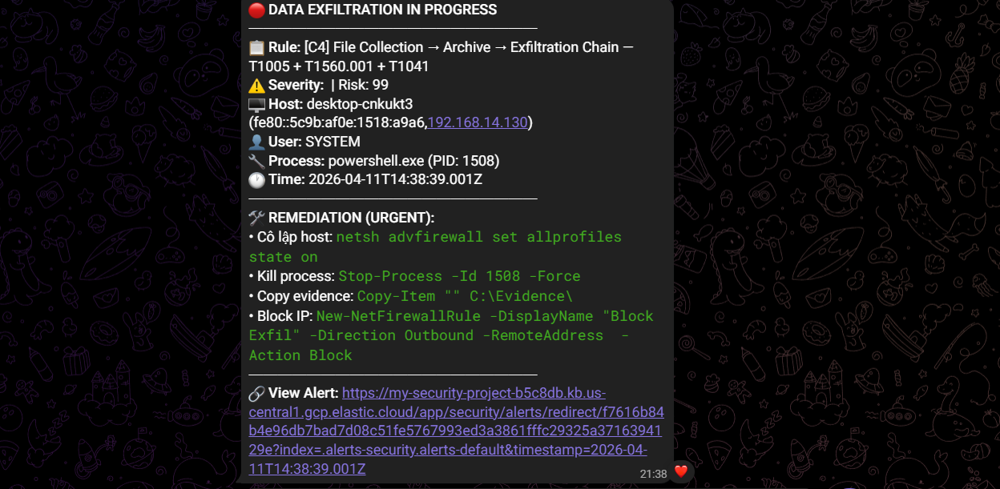 🔴 DATA EXFILTRATION IN PROGRESS
📋 Rule: [C4] File Collection → Archive → Exfiltration Chain —
T1005 + T1560.001 + T1041
⚠️ Severity:  | Risk: 99
🖥️ Host: desktop-cnkukt3
(fe80::5c9b:af0e:1518:a9a6,192.168.14.130)
👤 User: SYSTEM
🔧 Process: powershell.exe (PID: 1508)
🕐 Time: 2026-04-11T14:38:39.001Z
🛠️ REMEDIATION (URGENT):
• Cô lập host: netsh advfirewall set allprofiles
state on
• Kill process: Stop-Process -Id 1508 -Force
• Copy evidence: Copy-Item "" C:\Evidence\
• Block IP: New-NetFirewallRule -DisplayName "Block
Exfil" -Direction Outbound -RemoteAddress  -
Action Block
🔗 View Alert: https://my-security-project-b5c8db.kb.us-
central1.gcp.elastic.cloud/app/security/alerts/redirect/f7616b84
b4e96db7bad7d08c51fe5767993ed3a3861fffc29325a37163941
29e?index=.alerts-security.alerts-default&timestamp=2026-04-
11T14:38:39.001Z
21:38 ❤️